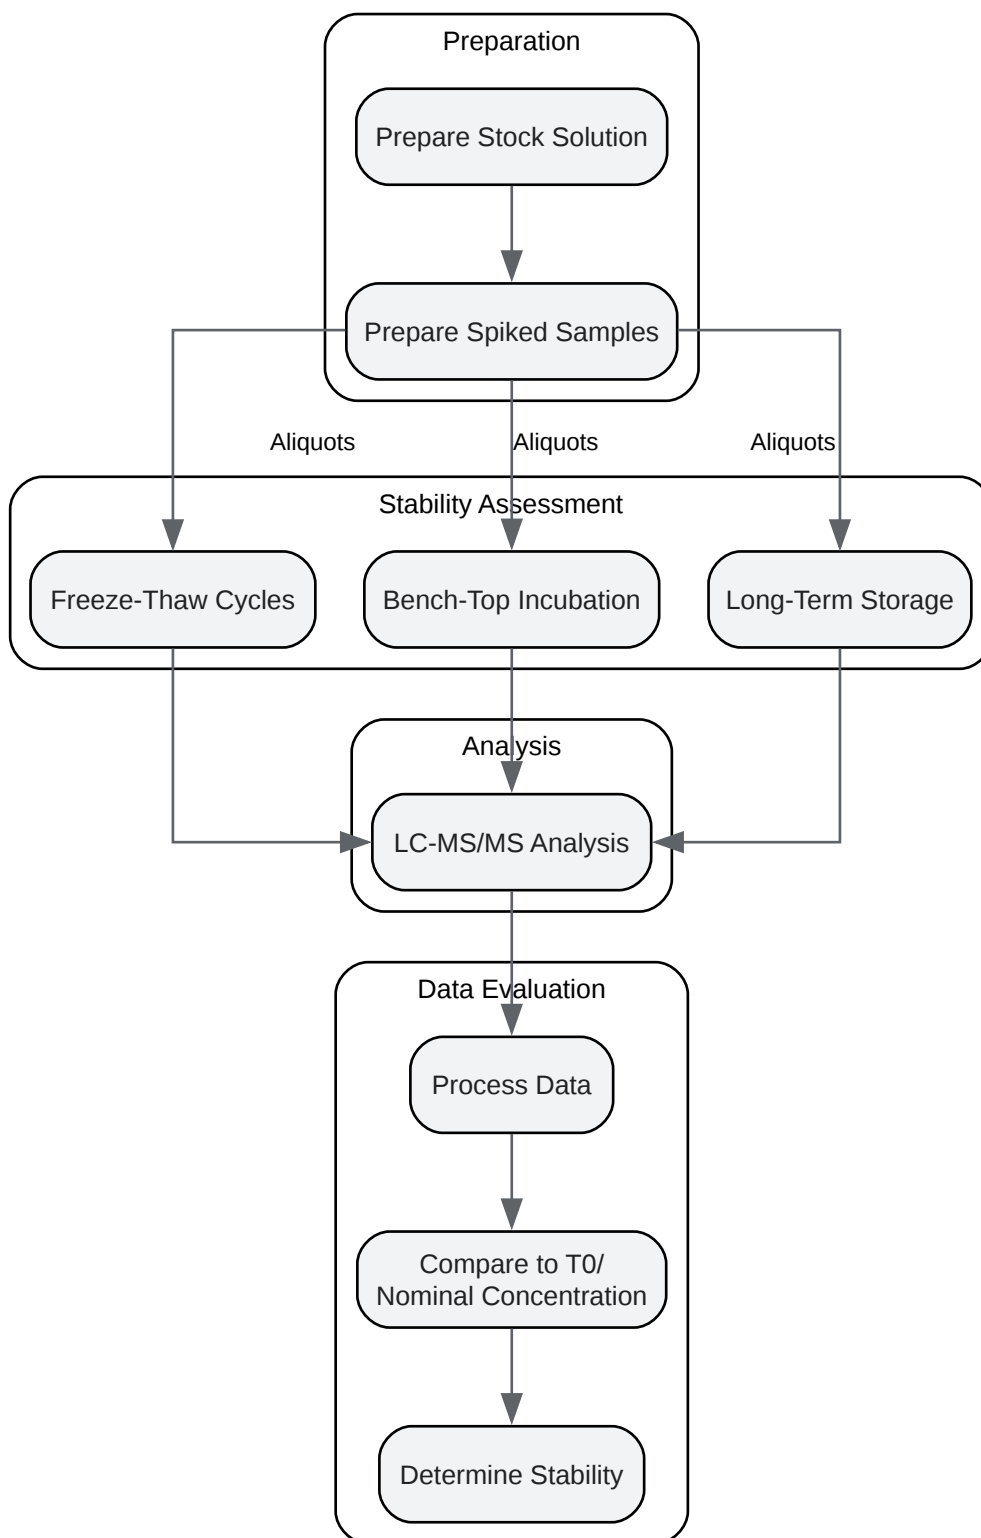 Preparation
Prepare Stock Solution
Prepare Spiked Samples
Aliquots
Aliquots
Aliquots
Stability Assessment
Freeze-Thaw Cycles
Bench-Top Incubation
Long-Term Storage
Analysis
LC-MS/MS Analysis
Data Evaluation
Process Data
Compare to T0/
Nominal Concentration
Determine Stability